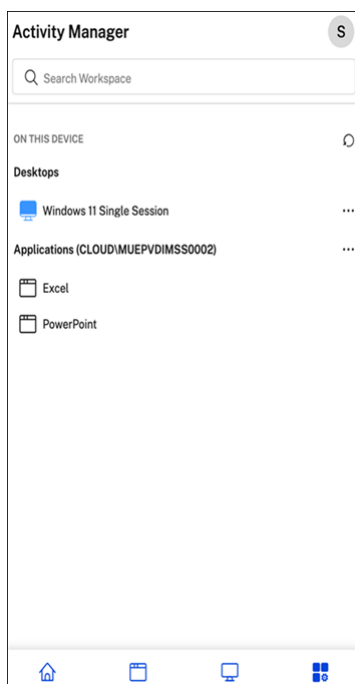 Activity Manager
S
Search Workspace
ON THIS DEVICE
Desktops
Windows 11 Single Session
Applications (CLOUD\MUEPVDIMSS0002)
Excel
PowerPoint